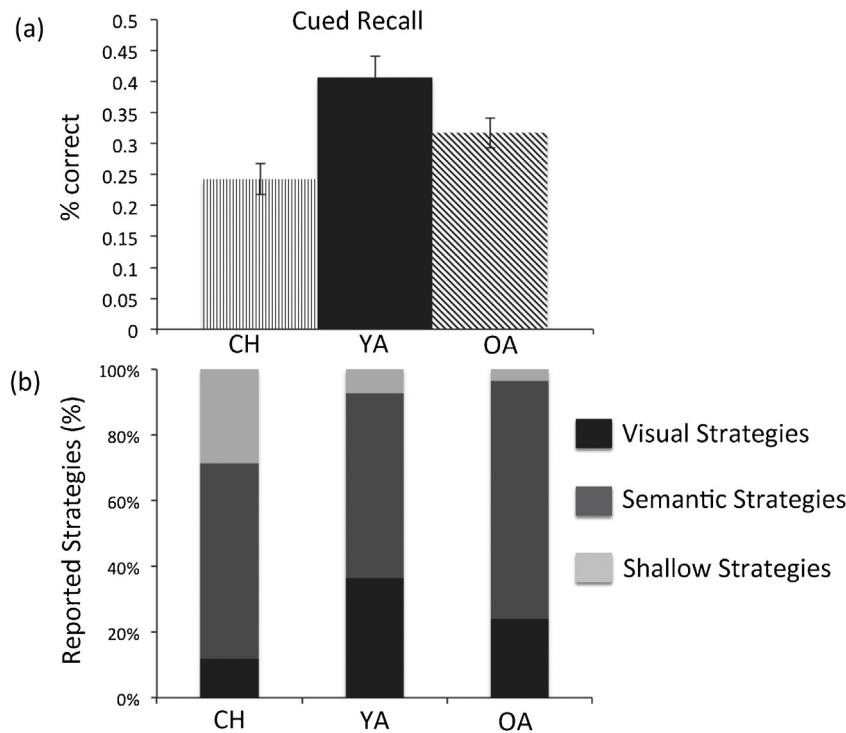 (a)
Cued Recall
% correct
0.5
0.45
0.4
0.35
0.3
0.25
0.2
0.15
0.1
0.05
0
CH YA OA
(b)
Reported Strategies (%)
100%
80%
60%
40%
20%
0%
CH YA OA
Visual Strategies
Semantic Strategies
Shallow Strategies